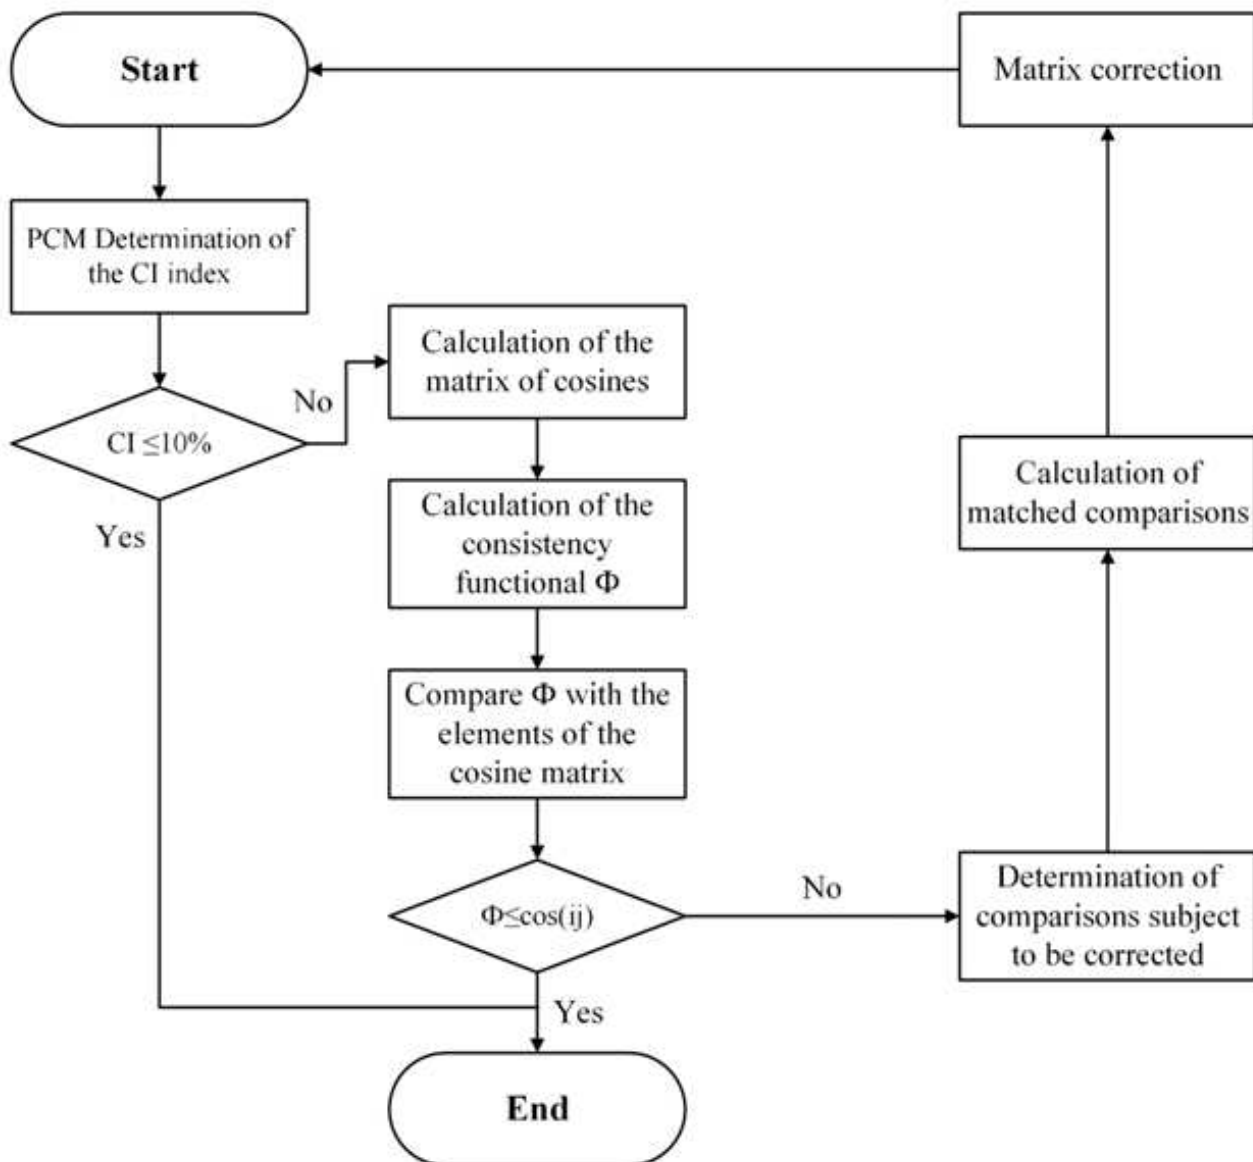 Start
Matrix correction
PCM Determination of
the CI index
Calculation of the
matrix of cosines
No
CI ≤10%
Yes
Calculation of the
consistency
functional Φ
Calculation of
matched comparisons
Compare Φ with the
elements of the
cosine matrix
Φ≤cos(ij)
No
Determination of
comparisons subject
to be corrected
Yes
End